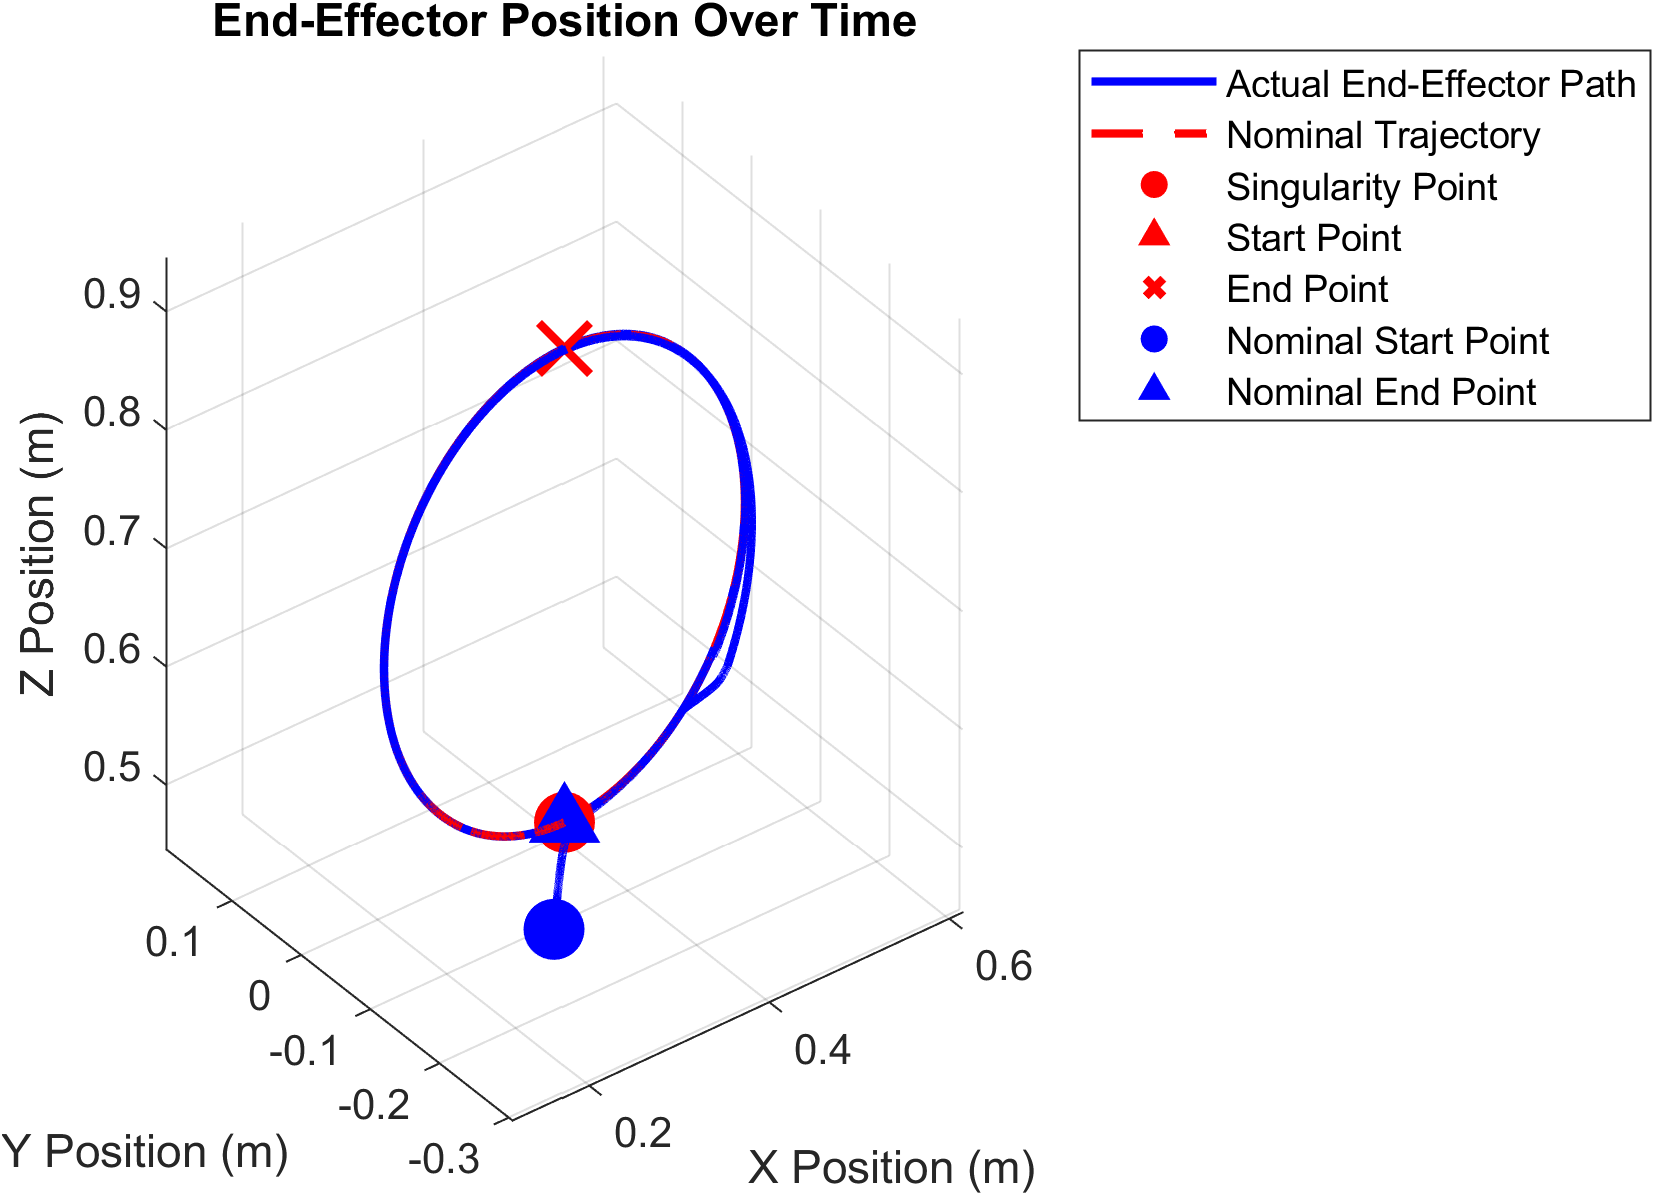 End-Effector Position Over Time
Actual End-Effector Path
Nominal Trajectory
Singularity Point
Start Point
End Point
Nominal Start Point
Nominal End Point
Z Position (m)
0.9
0.8
0.7
0.6
0.5
0.1
0
-0.1
-0.2
-0.3
Y Position (m)
0.2
0.4
0.6
X Position (m)